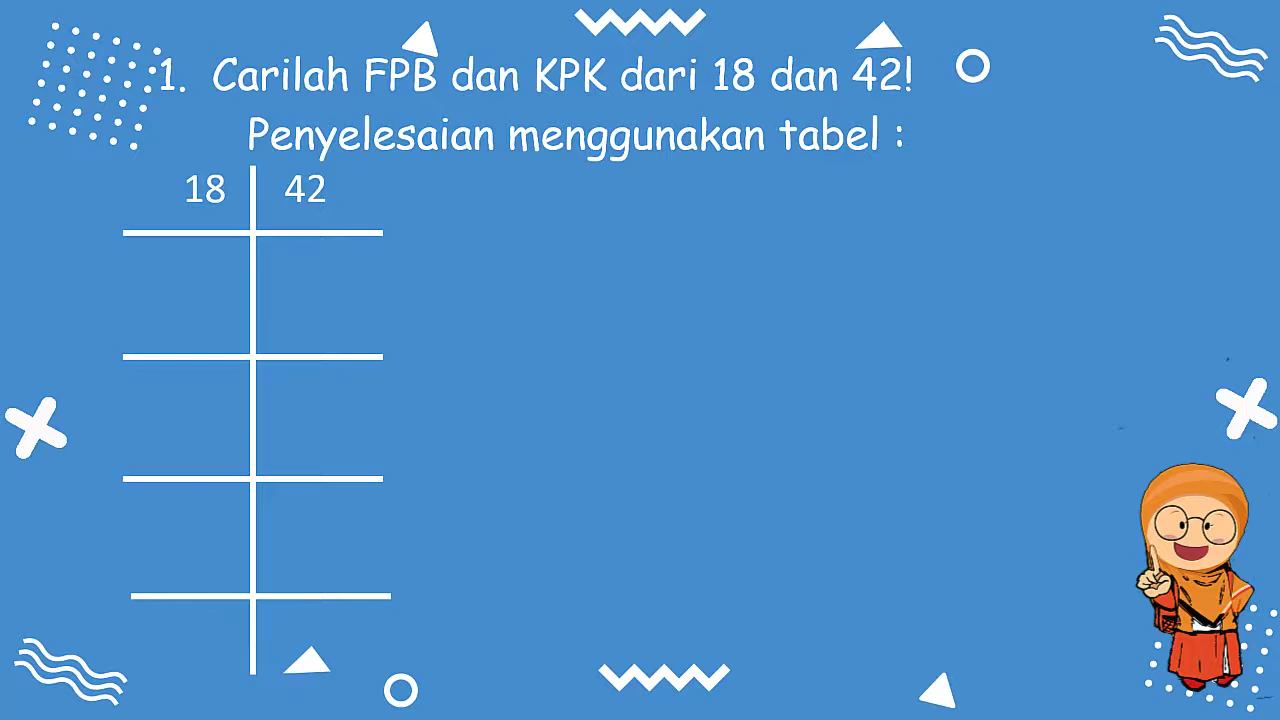 1. Carilah FPB dan KPK dari 18 dan 42!
Penyelesaian menggunakan tabel :
18 42